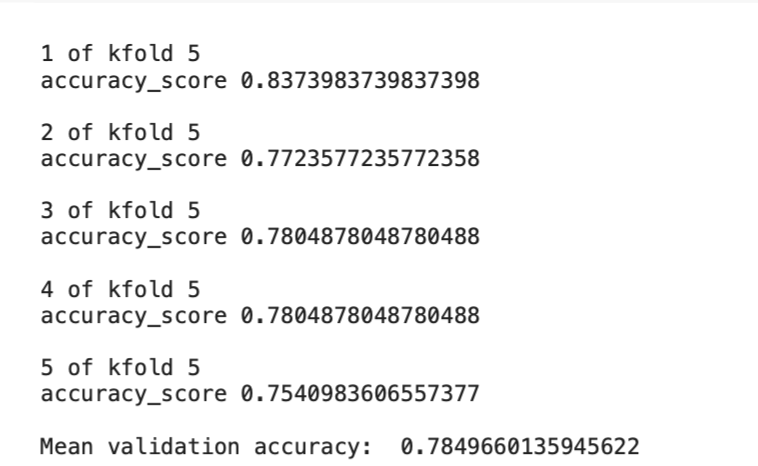 1 of kfold 5
accuracy_score 0.8373983739837398
2 of kfold 5
accuracy_score 0.7723577235772358
3 of kfold 5
accuracy_score 0.7804878048780488
4 of kfold 5
accuracy_score 0.7804878048780488
5 of kfold 5
accuracy_score 0.7540983606557377
Mean validation accuracy:  0.7849660135945622